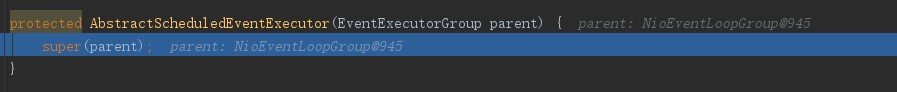 protected AbstractScheduledEventExecutor(EventExecutorGroup parent) { parent: NioEventLoopGroup@945
super(parent); parent: NioEventLoopGroup@945
}